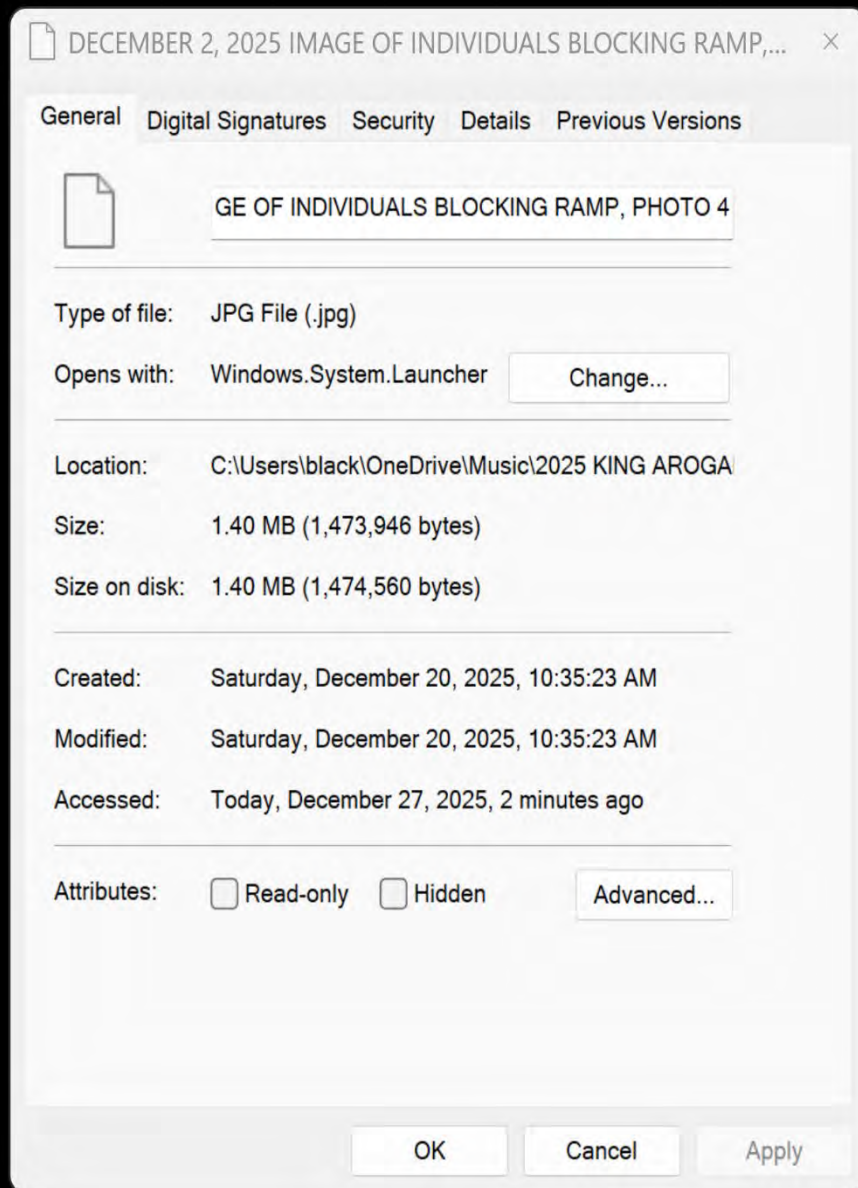 DECEMBER 2, 2025 IMAGE OF INDIVIDUALS BLOCKING RAMP,...
General Digital Signatures Security Details Previous Versions
GE OF INDIVIDUALS BLOCKING RAMP, PHOTO 4
Type of file: JPG File (.jpg)
Opens with: Windows.System.Launcher Change...
Location: C:\Users\black\OneDrive\Music\2025 KING AROGA
Size: 1.40 MB (1,473,946 bytes)
Size on disk: 1.40 MB (1,474,560 bytes)
Created: Saturday, December 20, 2025, 10:35:23 AM
Modified: Saturday, December 20, 2025, 10:35:23 AM
Accessed: Today, December 27, 2025, 2 minutes ago
Attributes: Read-only Hidden Advanced...
OK Cancel Apply